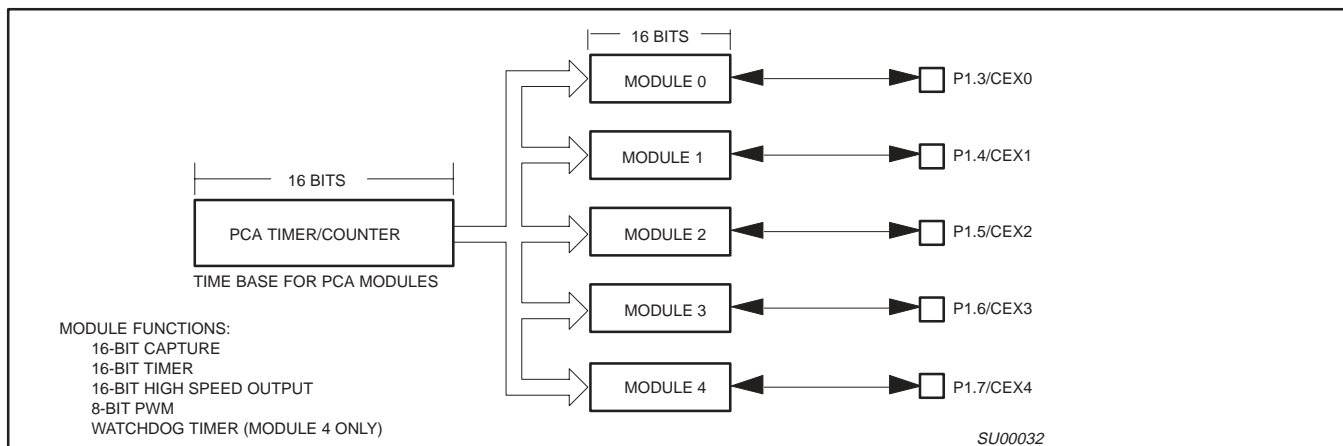 16 BITS
MODULE 0
P1.3/CEX0
MODULE 1
P1.4/CEX1
16 BITS
PCA TIMER/COUNTER
TIME BASE FOR PCA MODULES
MODULE 2
P1.5/CEX2
MODULE 3
P1.6/CEX3
MODULE 4
P1.7/CEX4
MODULE FUNCTIONS:
16-BIT CAPTURE
16-BIT TIMER
16-BIT HIGH SPEED OUTPUT
8-BIT PWM
WATCHDOG TIMER (MODULE 4 ONLY)
SU00032